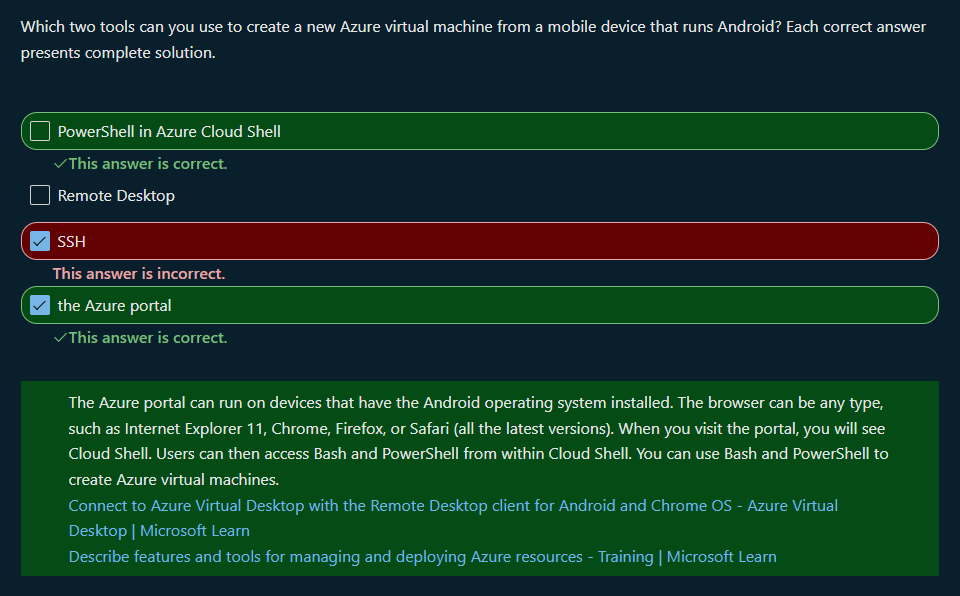 Which two tools can you use to create a new Azure virtual machine from a mobile device that runs Android? Each correct answer
presents complete solution.
PowerShell in Azure Cloud Shell
This answer is correct.
Remote Desktop
SSH
This answer is incorrect.
the Azure portal
This answer is correct.
The Azure portal can run on devices that have the Android operating system installed. The browser can be any type,
such as Internet Explorer 11, Chrome, Firefox, or Safari (all the latest versions). When you visit the portal, you will see
Cloud Shell. Users can then access Bash and PowerShell from within Cloud Shell. You can use Bash and PowerShell to
create Azure virtual machines.
Connect to Azure Virtual Desktop with the Remote Desktop client for Android and Chrome OS - Azure Virtual
Desktop | Microsoft Learn
Describe features and tools for managing and deploying Azure resources - Training | Microsoft Learn